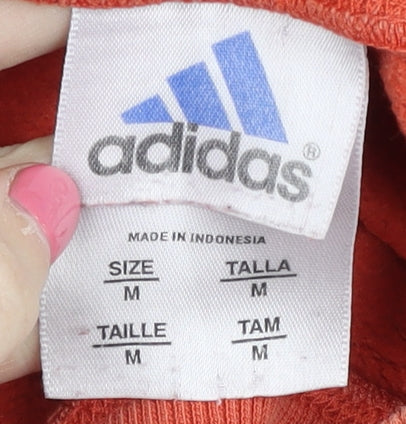 adidas®
MADE IN INDONESIA
SIZE TALLA
M M
TAILLE TAM
M M